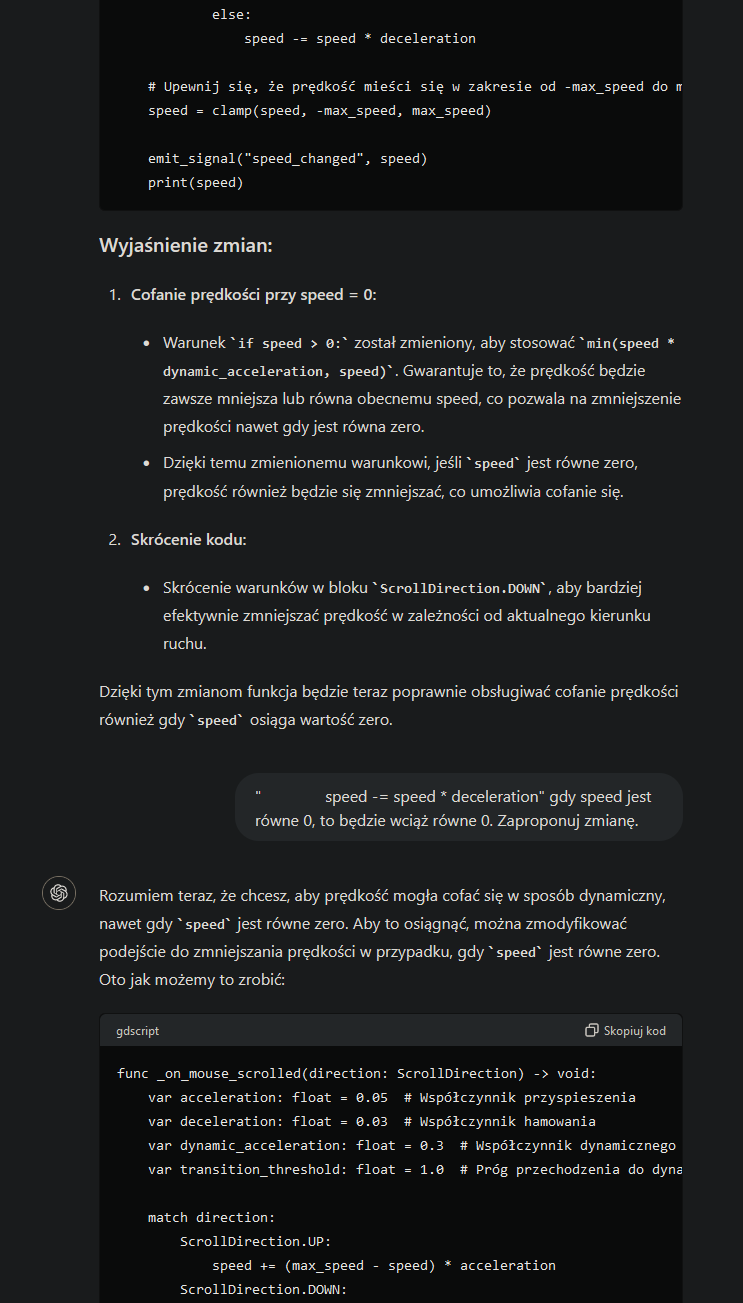 else:
speed -= speed * deceleration
# Upewnij się, że prędkość mieści się w zakresie od -max_speed do
speed = clamp(speed, -max_speed, max_speed)
emit_signal("speed_changed", speed)
print(speed)
Wyjaśnienie zmian:
1. Cofanie prędkości przy speed = 0:
• Warunek `if speed > 0:` został zmieniony, aby stosować `min(speed *
dynamic_acceleration, speed)`. Gwarantuje to, że prędkość będzie
zawsze mniejsza lub równa obecnemu speed, co pozwala na zmniejszenie
prędkości nawet gdy jest równa zero.
• Dzięki temu zmienionemu warunkowi, jeśli `speed` jest równe zero,
prędkość również będzie się zmniejszać, co umożliwia cofanie się.
2. Skrócenie kodu:
• Skrócenie warunków w bloku `ScrollDirection.DOWN`, aby bardziej
efektywnie zmniejszać prędkość w zależności od aktualnego kierunku
ruchu.
Dzięki tym zmianom funkcja będzie teraz poprawnie obsługiwać cofanie prędkości
również gdy `speed` osiąga wartość zero.
" speed -= speed * deceleration" gdy speed jest
równe 0, to będzie wciąż równe 0. Zaproponuj zmianę.
Rozumiem teraz, że chcesz, aby prędkość mogła cofać się w sposób dynamiczny,
nawet gdy `speed` jest równe zero. Aby to osiągnąć, można zmodyfikować
podejście do zmniejszania prędkości w przypadku, gdy `speed` jest równe zero.
Oto jak możemy to zrobić:
gdscript
Skopiuj kod
func _on_mouse_scrolled(direction: ScrollDirection) -> void:
var acceleration: float = 0.05 # Współczynnik przyspieszenia
var deceleration: float = 0.03 # Współczynnik hamowania
var dynamic_acceleration: float = 0.3 # Współczynnik dynamicznego
var transition_threshold: float = 1.0 # Próg przechodzenia do dyna
match direction:
ScrollDirection.UP:
speed += (max_speed - speed) * acceleration
ScrollDirection.DOWN: